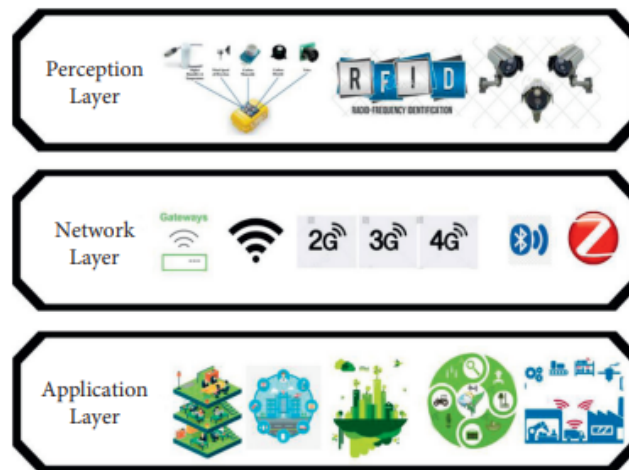 Perception
Layer
RFID
RADIO-FREQUENCY IDENTIFICATION
Network
Layer
Gateways
2G
3G
4G
Application
Layer